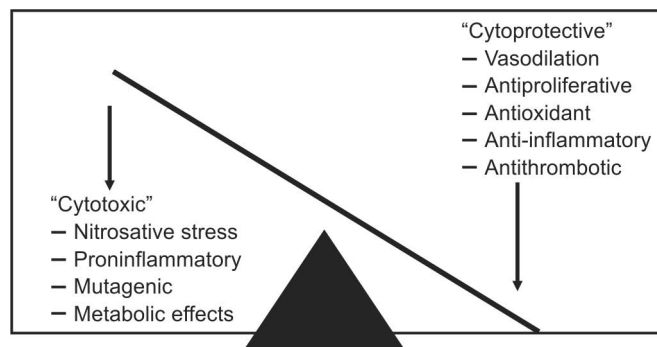 “Cytoprotective”
– Vasodilation
– Antiproliferative
– Antioxidant
– Anti-inflammatory
– Antithrombotic
“Cytotoxic”
– Nitrosative stress
– Proninflammatory
– Mutagenic
– Metabolic effects